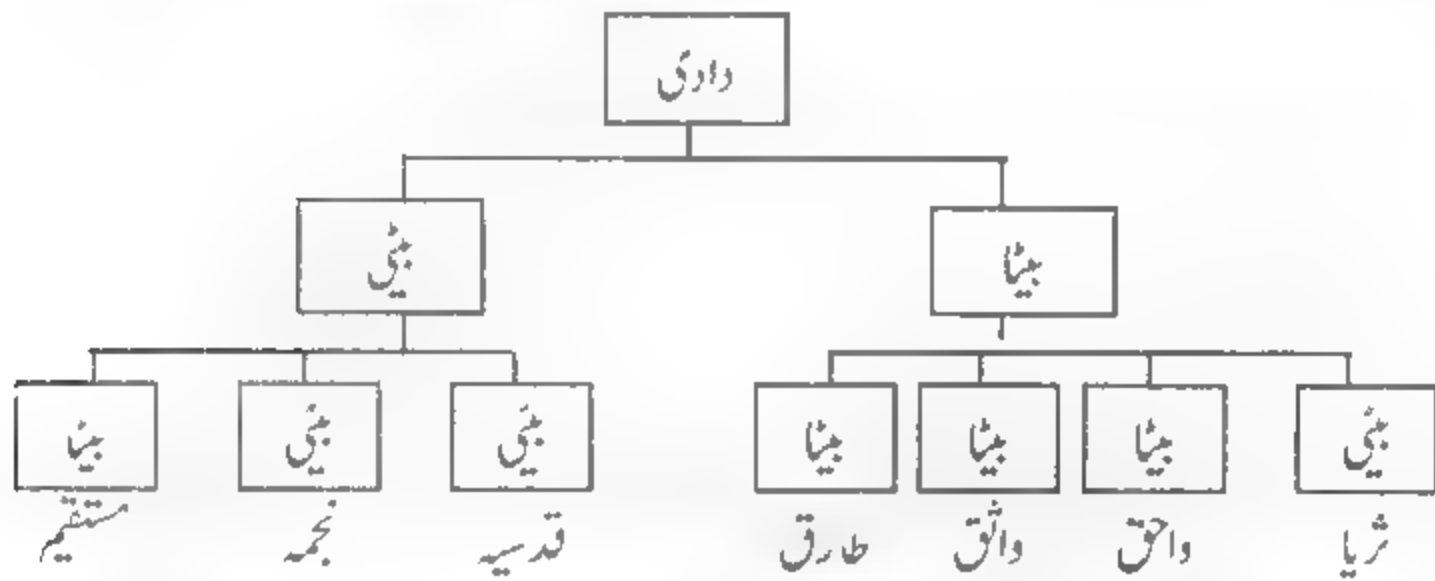 دادی
بیٹا بیٹی
بیٹی بیٹا بیٹا بیٹا بیٹی بیٹی بیٹا
ثریا واحق واثق طارق قدسیہ نجمہ مستقیم